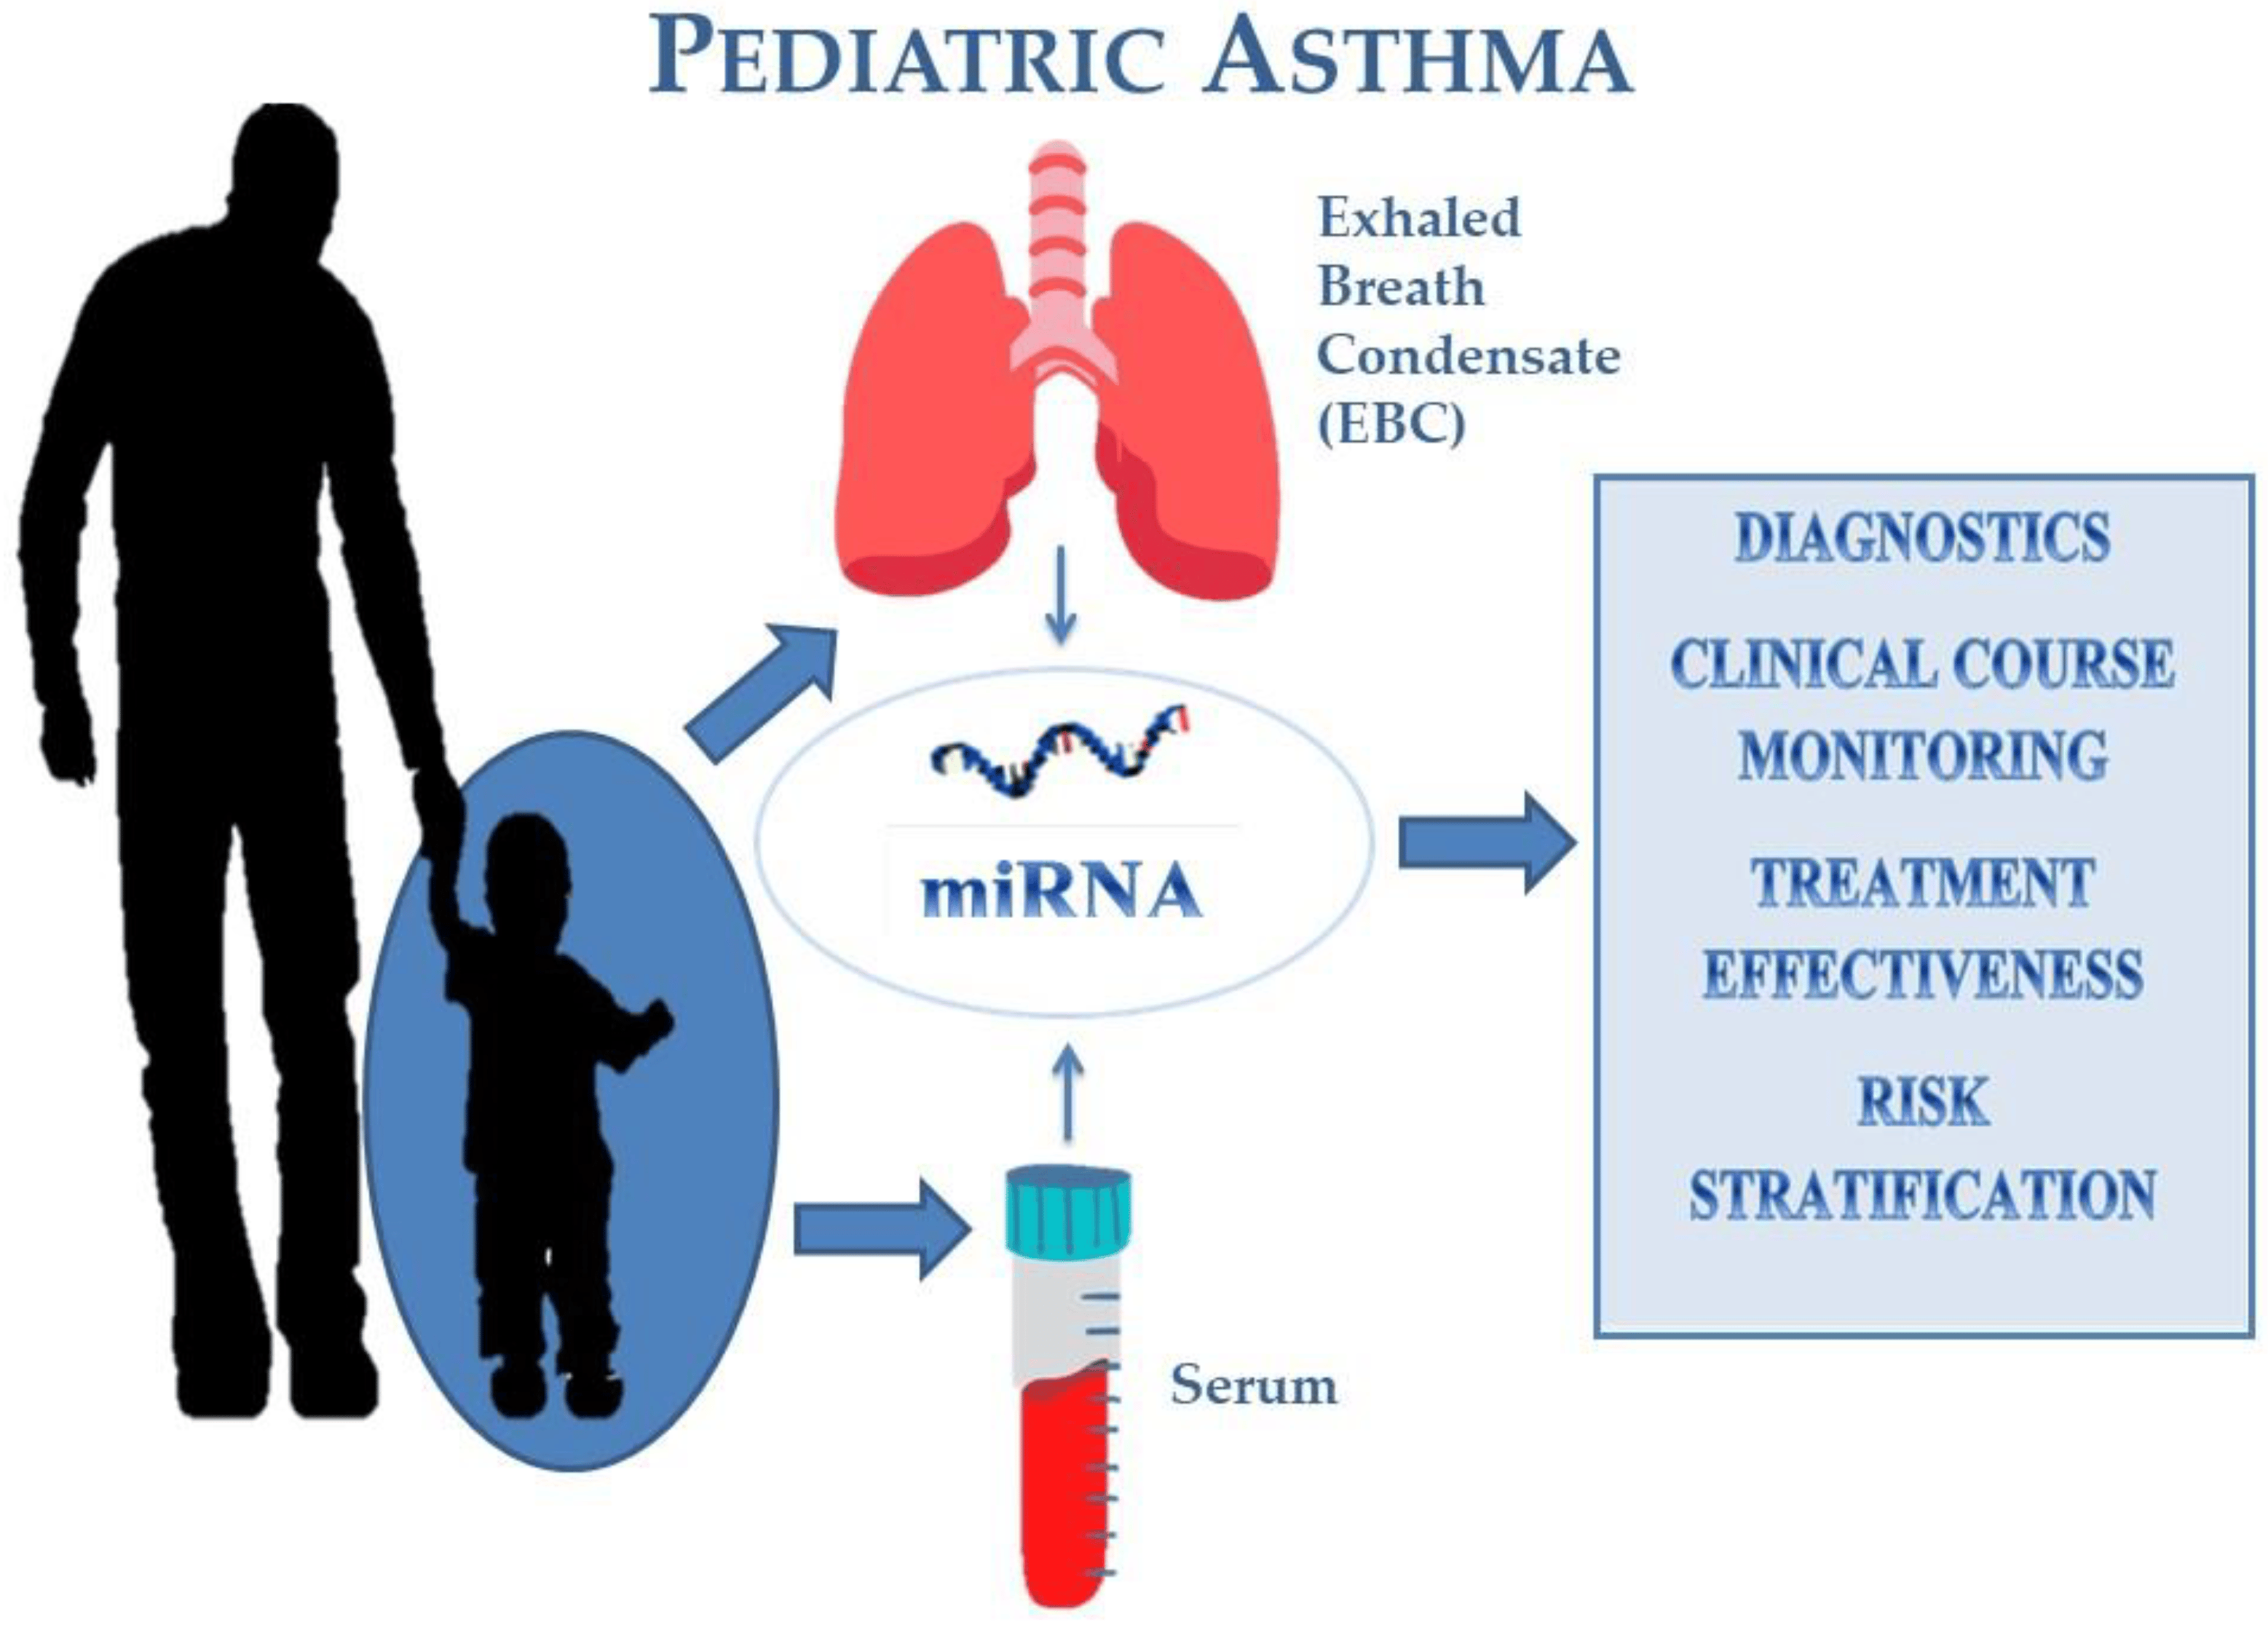 PEDIATRIC ASTHMA
Exhaled
Breath
Condensate
(EBC)
DIAGNOSTICS
CLINICAL COURSE
MONITORING
TREATMENT
EFFECTIVENESS
RISK
STRATIFICATION
miRNA
Serum